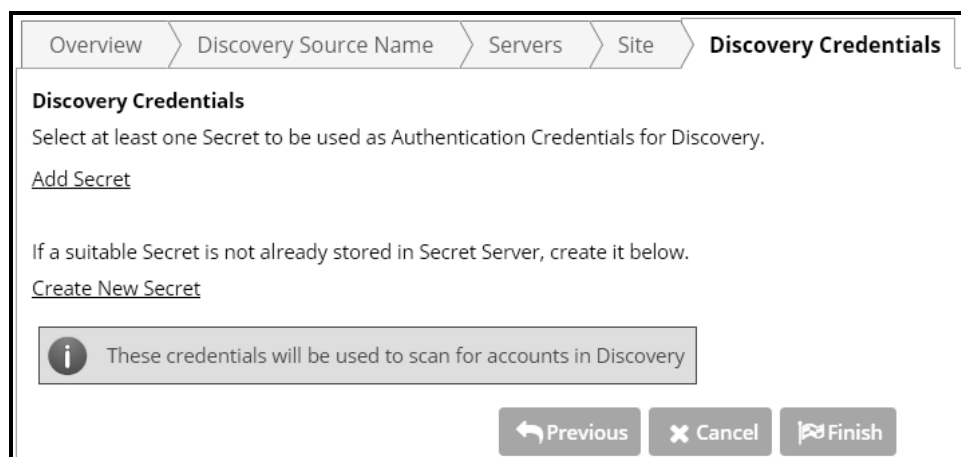 Overview Discovery Source Name Servers Site Discovery Credentials
Discovery Credentials
Select at least one Secret to be used as Authentication Credentials for Discovery.
Add Secret
If a suitable Secret is not already stored in Secret Server, create it below.
Create New Secret
These credentials will be used to scan for accounts in Discovery
Previous Cancel Finish